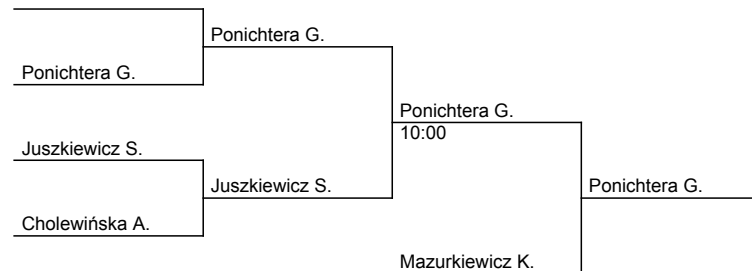 Ponichtera G.
Ponichtera G.
Ponichtera G.
10:00
Juszkiewicz S.
Juszkiewicz S.
Ponichtera G.
Cholewińska A.
Mazurkiewicz K.